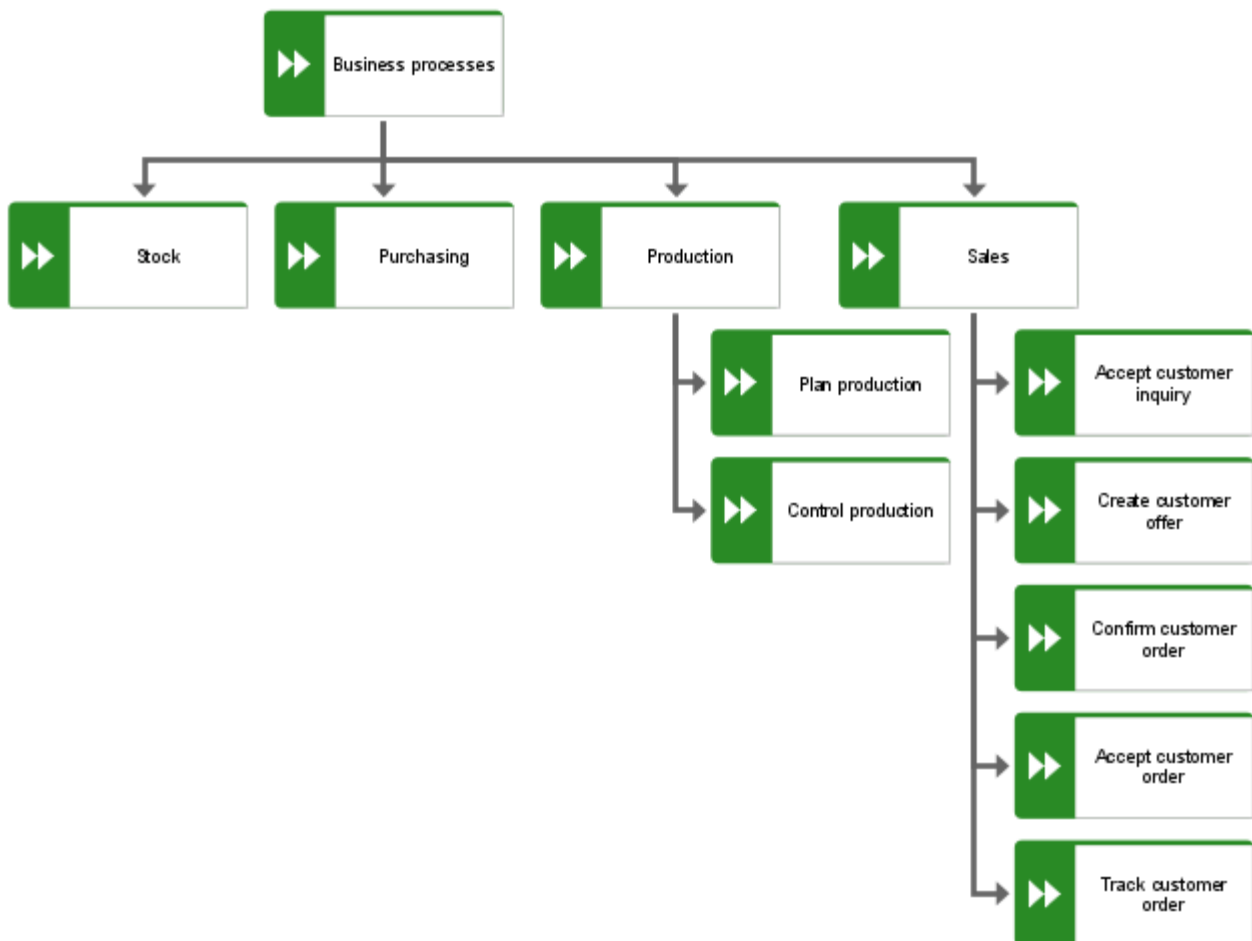 Business processes
Stock
Purchasing
Production
Sales
Plan production
Accept customer
inquiry
Control production
Create customer
offer
Confirm customer
order
Accept customer
order
Track customer
order